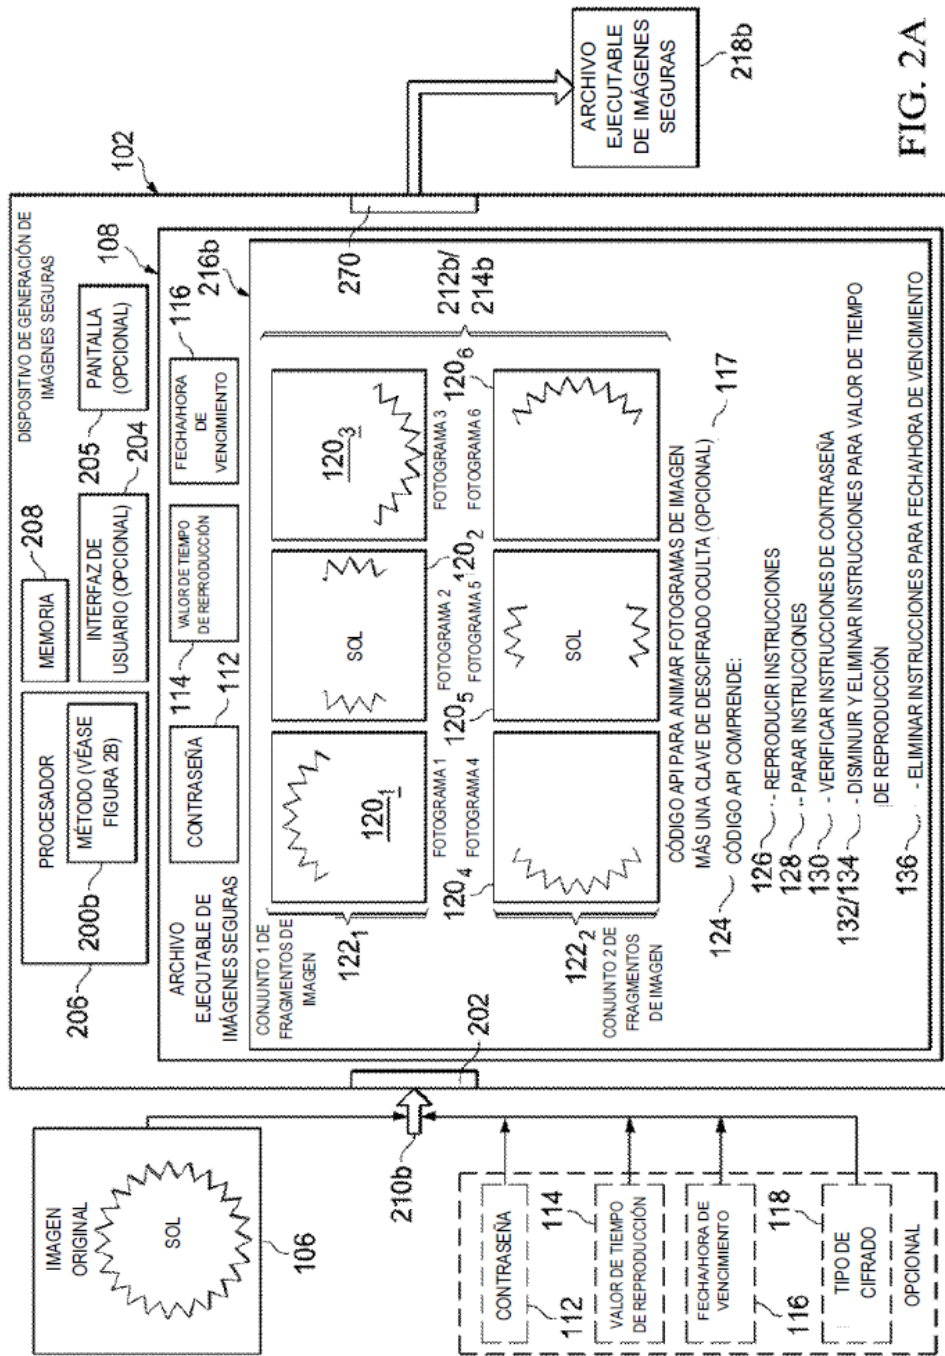 IMAGEN
ORIGINAL
SOL
106
210b
CONTRASEÑA
112
VALOR DE TIEMPO
DE REPRODUCCIÓN
114
FECHA/HORA DE
VENCIMIENTO
116
TIPO DE
CIFRADO
118
OPCIONAL
DISPOSITIVO DE GENERACIÓN DE
IMÁGENES SEGURAS
102
PROCESADOR
MÉTODO (VÉASE
FIGURA 2B)
206
200b
MEMORIA
208
INTERFAZ DE
USUARIO (OPCIONAL)
204
PANTALLA
(OPCIONAL)
205
108
ARCHIVO
EJECUTABLE DE
IMÁGENES SEGURAS
CONTRASEÑA
112
VALOR DE TIEMPO
DE REPRODUCCIÓN
114
FECHA/HORA
DE
VENCIMIENTO
116
216b
202
270
CONJUNTO 1 DE
FRAGMENTOS DE
IMAGEN
122₁
120₁
SOL
120₂
120₃
FOTOGRAMA 1
FOTOGRAMA 2
FOTOGRAMA 3
FOTOGRAMA 4
FOTOGRAMA 5
FOTOGRAMA 6
212b/
214b
120₄
120₅
SOL
120₆
CONJUNTO 2 DE
FRAGMENTOS
DE IMAGEN
122₂
CÓDIGO API PARA ANIMAR FOTOGRAMAS DE IMAGEN
MÁS UNA CLAVE DE DESCIFRADO OCULTA (OPCIONAL)
117
124
CÓDIGO API COMPRENDE:
126 - REPRODUCIR INSTRUCCIONES
128 - PARAR INSTRUCCIONES
130 - VERIFICAR INSTRUCCIONES DE CONTRASEÑA
132/134 - DISMINUIR Y ELIMINAR INSTRUCCIONES PARA VALOR DE TIEMPO
DE REPRODUCCIÓN
136 - ELIMINAR INSTRUCCIONES PARA FECHA/HORA DE VENCIMIENTO
ARCHIVO
EJECUTABLE
DE IMÁGENES
SEGURAS
218b
FIG. 2A